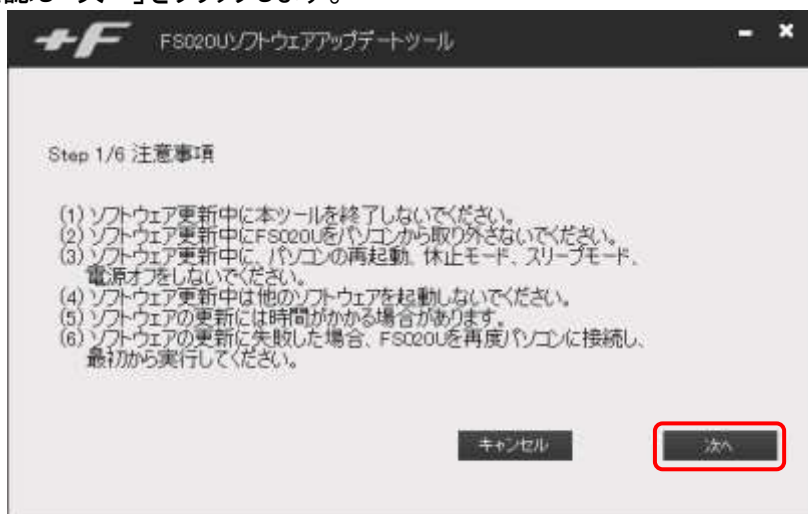 」をクリックします。
+F FS020Uソフトウェアアップデートツール
Step 1/6 注意事項
(1) ソフトウェア更新中に本ツールを終了しないでください。
(2) ソフトウェア更新中にFS020Uをパソコンから取り外さないでください。
(3) ソフトウェア更新中に、パソコンの再起動、休止モード、スリープモード、
電源オフをしないでください。
(4) ソフトウェア更新中は他のソフトウェアを起動しないでください。
(5) ソフトウェアの更新には時間がかかる場合があります。
(6) ソフトウェアの更新に失敗した場合、FS020Uを再度パソコンに接続し、
最初から実行してください。
キャンセル 次へ